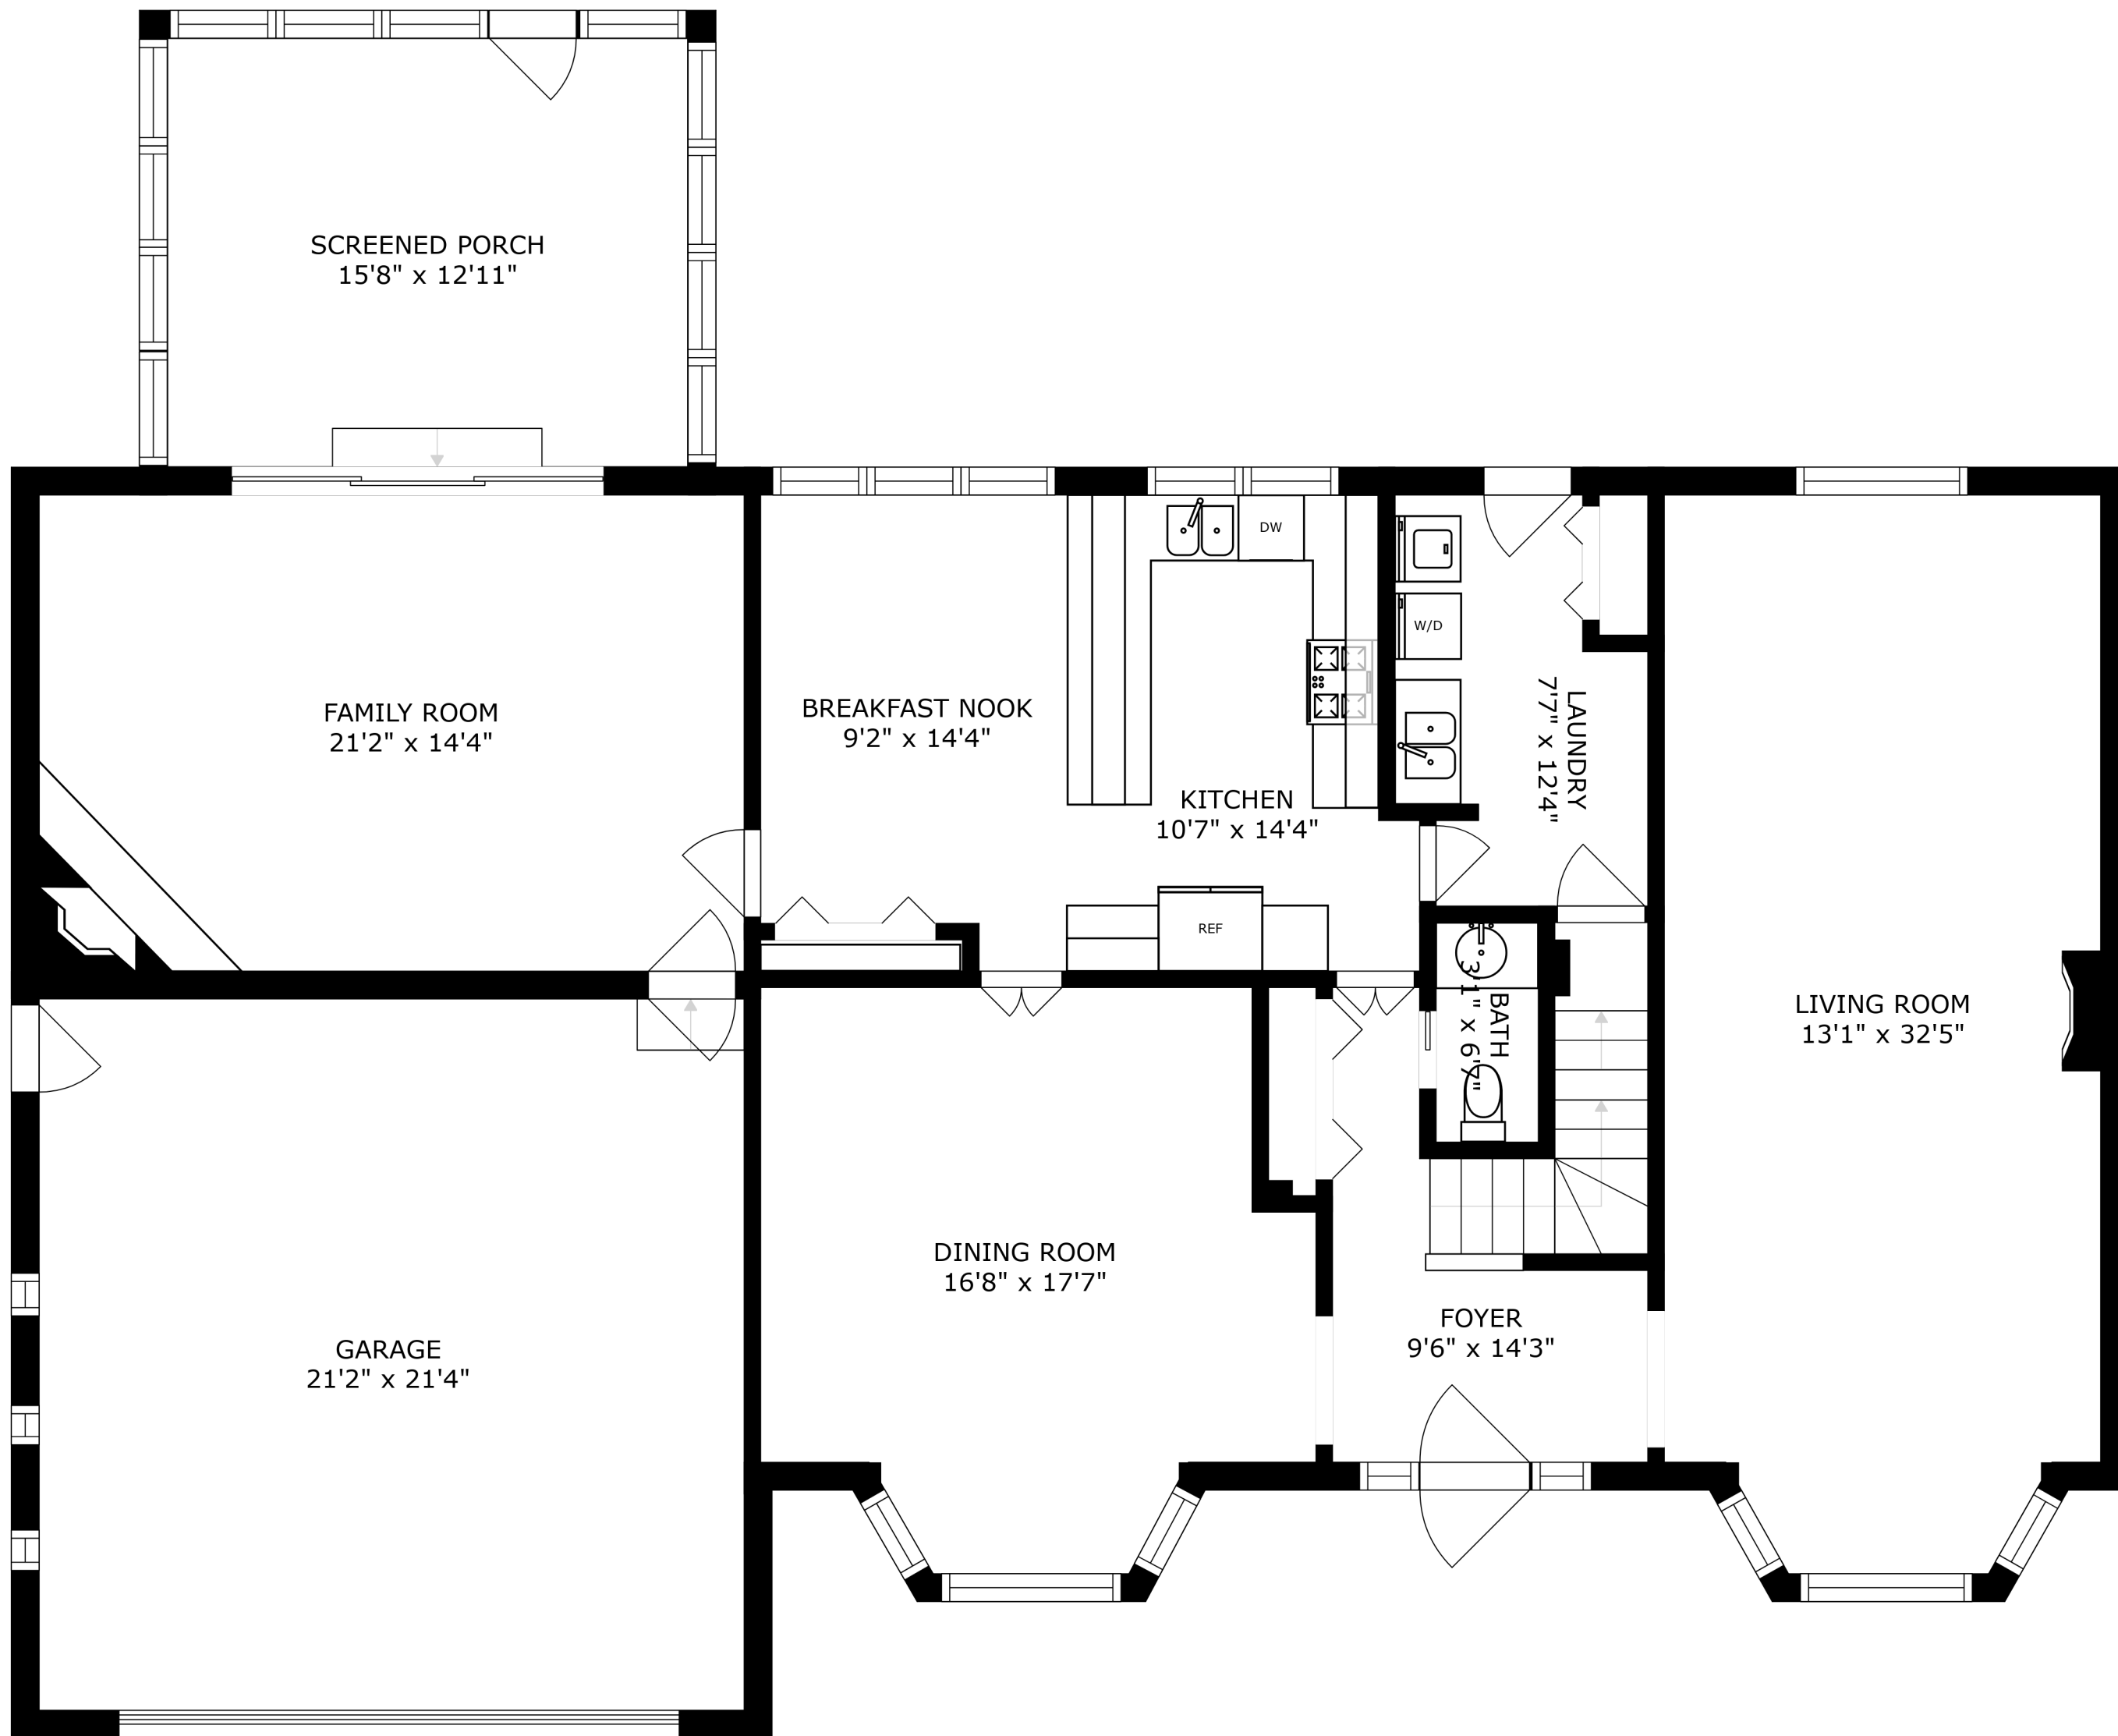 SCREENED PORCH
15'8" x 12'11"
DW
W/D
FAMILY ROOM
21'2" x 14'4"
BREAKFAST NOOK
9'2" x 14'4"
LAUNDRY
7'7" x 12'4"
KITCHEN
10'7" x 14'4"
REF
BATH
3'1" x 6'7"
LIVING ROOM
13'1" x 32'5"
DINING ROOM
16'8" x 17'7"
FOYER
9'6" x 14'3"
GARAGE
21'2" x 21'4"